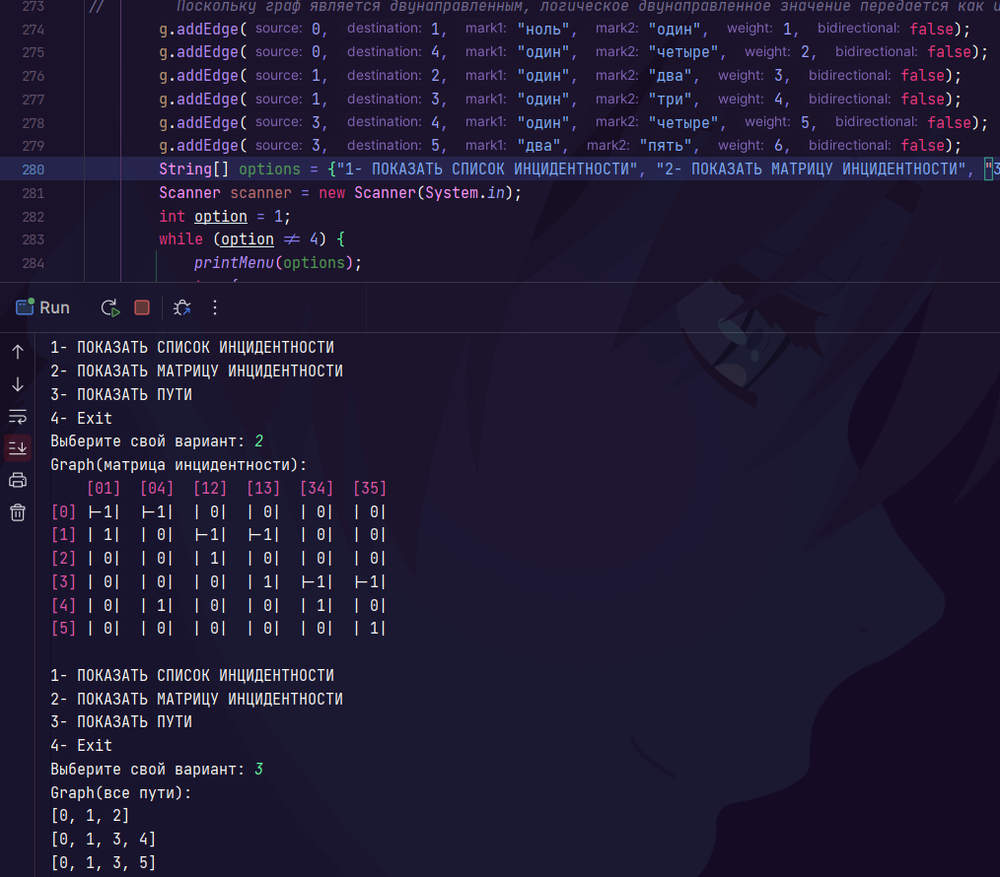 273 // Поскольку граф является двунаправленным, логическое двунаправленное значение передается как
274 g.addEdge( source: 0, destination: 1, mark1: "ноль", mark2: "один", weight: 1, bidirectional: false);
275 g.addEdge( source: 0, destination: 4, mark1: "один", mark2: "четыре", weight: 2, bidirectional: false);
276 g.addEdge( source: 1, destination: 2, mark1: "один", mark2: "два", weight: 3, bidirectional: false);
277 g.addEdge( source: 1, destination: 3, mark1: "один", mark2: "три", weight: 4, bidirectional: false);
278 g.addEdge( source: 3, destination: 4, mark1: "один", mark2: "четыре", weight: 5, bidirectional: false);
279 g.addEdge( source: 3, destination: 5, mark1: "два", mark2: "пять", weight: 6, bidirectional: false);
280 String[] options = {"1- ПОКАЗАТЬ СПИСОК ИНЦИДЕНТНОСТИ", "2- ПОКАЗАТЬ МАТРИЦУ ИНЦИДЕНТНОСТИ", "3
281 Scanner scanner = new Scanner(System.in);
282 int option = 1;
283 while (option ≠ 4) {
284 printMenu(options);
Run
1- ПОКАЗАТЬ СПИСОК ИНЦИДЕНТНОСТИ
2- ПОКАЗАТЬ МАТРИЦУ ИНЦИДЕНТНОСТИ
3- ПОКАЗАТЬ ПУТИ
4- Exit
Выберите свой вариант: 2
Graph(матрица инцидентности):
[01] [04] [12] [13] [34] [35]
[0] |-1| |-1| | 0| | 0| | 0| | 0|
[1] | 1| | 0| |-1| |-1| | 0| | 0|
[2] | 0| | 0| | 1| | 0| | 0| | 0|
[3] | 0| | 0| | 0| | 1| |-1| |-1|
[4] | 0| | 1| | 0| | 0| | 1| | 0|
[5] | 0| | 0| | 0| | 0| | 0| | 1|
1- ПОКАЗАТЬ СПИСОК ИНЦИДЕНТНОСТИ
2- ПОКАЗАТЬ МАТРИЦУ ИНЦИДЕНТНОСТИ
3- ПОКАЗАТЬ ПУТИ
4- Exit
Выберите свой вариант: 3
Graph(все пути):
[0, 1, 2]
[0, 1, 3, 4]
[0, 1, 3, 5]